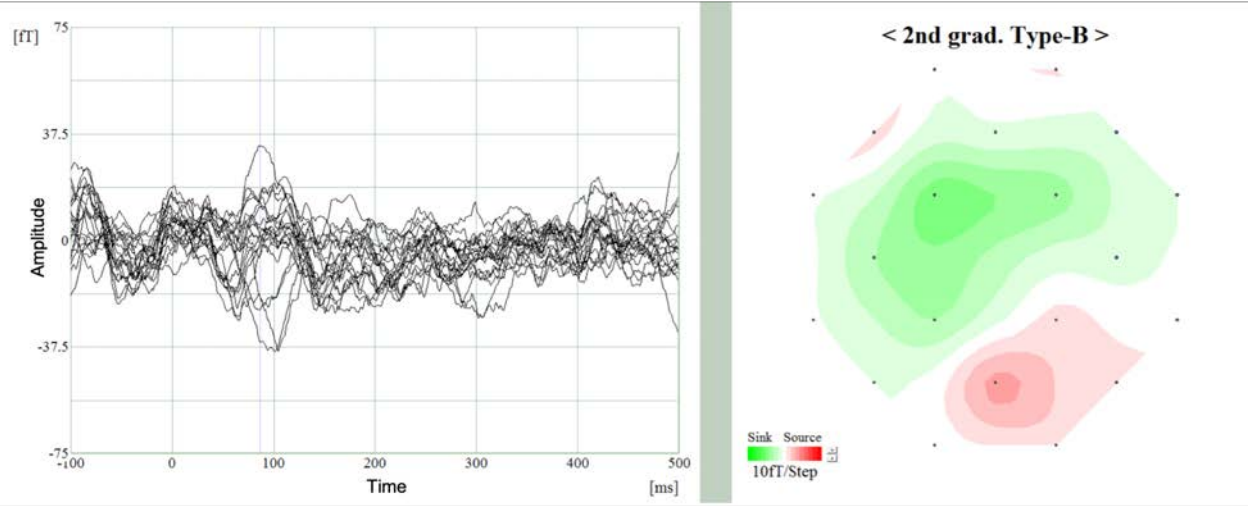 [fT]
75
37.5
0
-37.5
-75
Amplitude
-100 0 100 200 300 400 500
Time
[ms]
< 2nd grad. Type-B >
Sink Source
10fT/Step